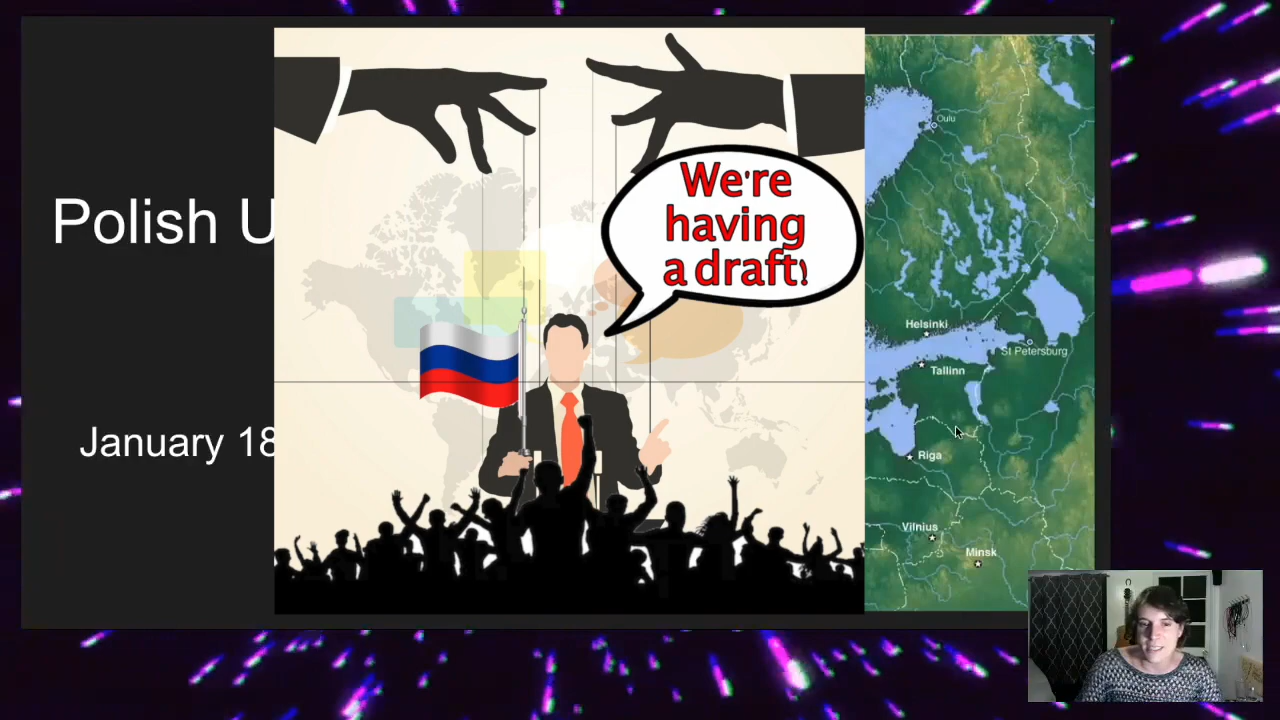 We're
having
a draft!
Polish U
January 18
Oulu
Helsinki
St Petersburg
Tallinn
Riga
Vilnius
Minsk